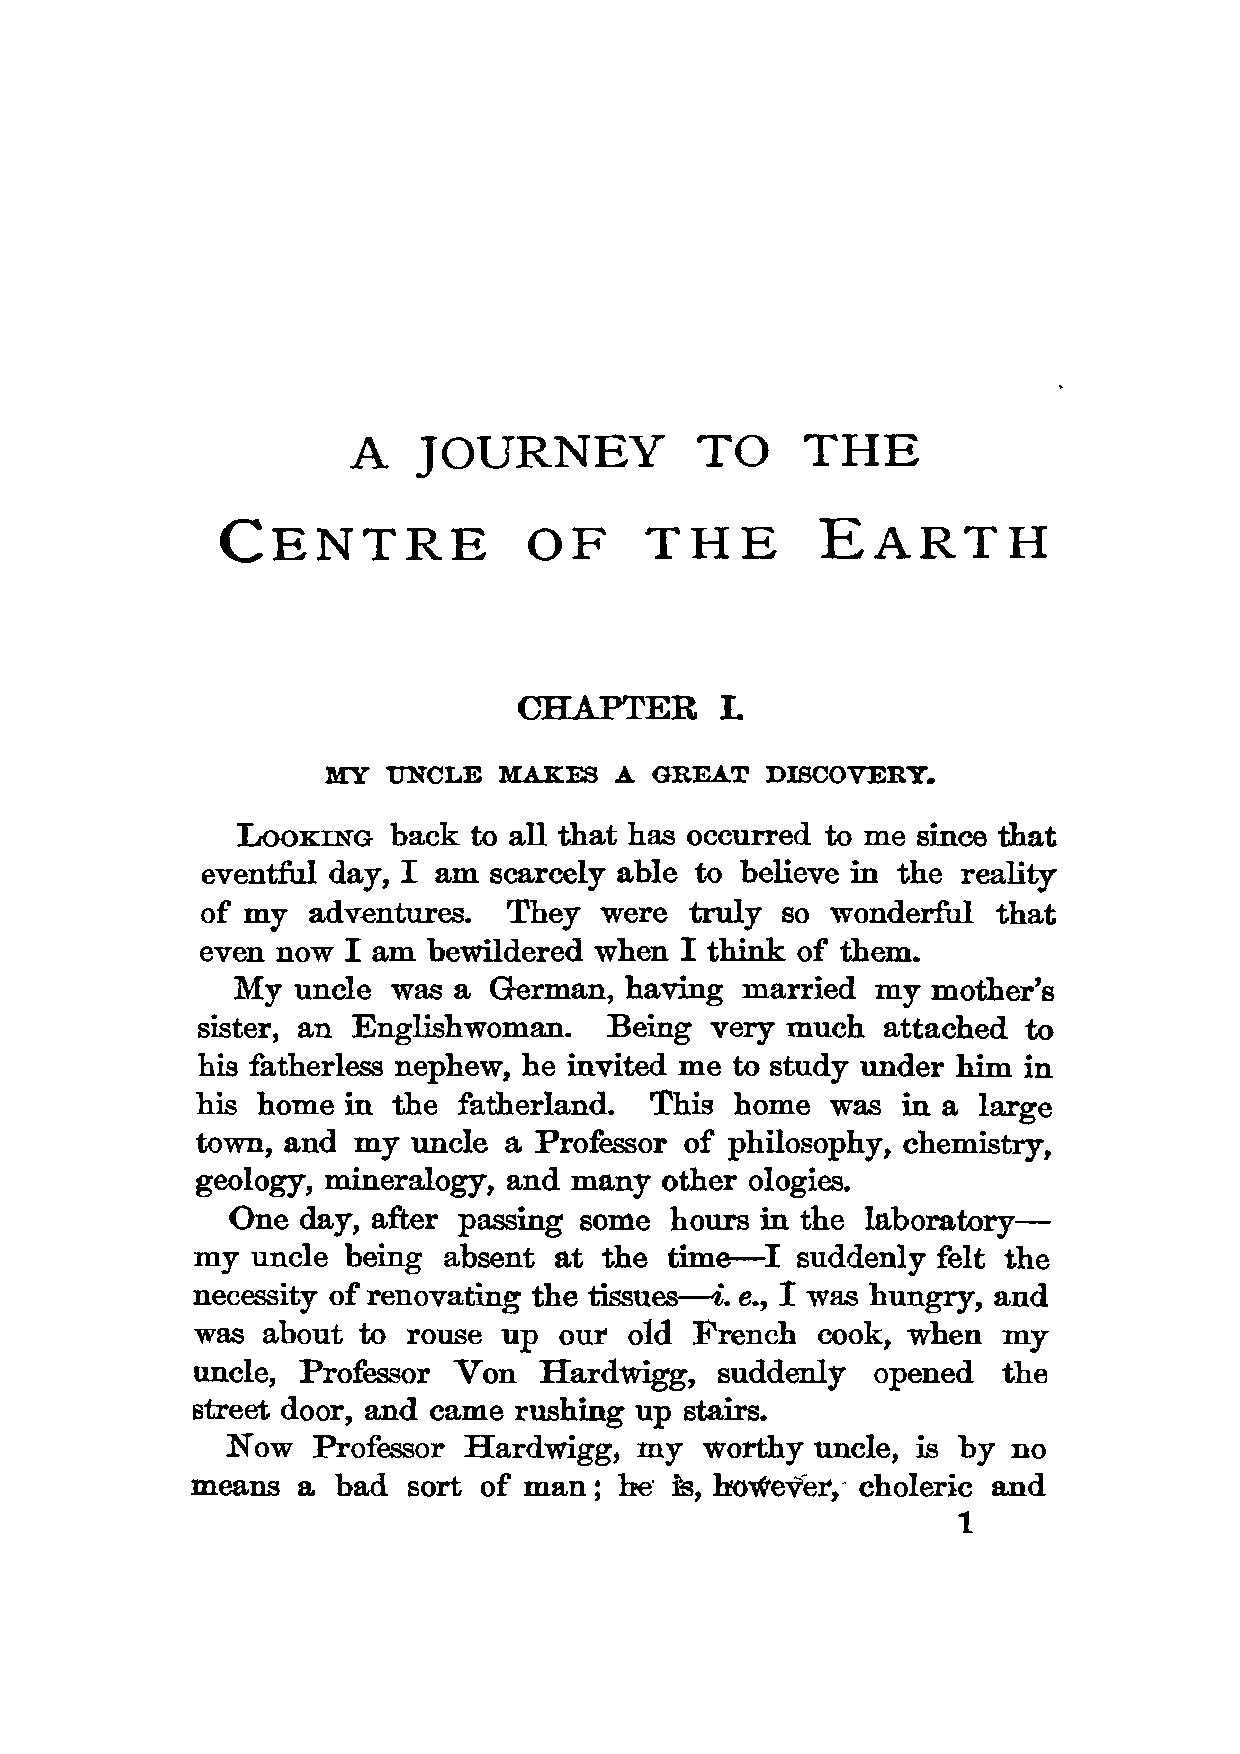 A JOURNEY TO THE
CENTRE OF THE EARTH
CHAPTER I.
MY UNCLE MAKES A GREAT DISCOVERY.
LOOKING back to all that has occurred to me since that
eventful day, I am scarcely able to believe in the reality
of my adventures. They were truly so wonderful that
even now I am bewildered when I think of them.
My uncle was a German, having married my mother's
sister, an Englishwoman. Being very much attached to
his fatherless nephew, he invited me to study under him in
his home in the fatherland. This home was in a large
town, and my uncle a Professor of philosophy, chemistry,
geology, mineralogy, and many other ologies.
One day, after passing some hours in the laboratory—
my uncle being absent at the time—I suddenly felt the
necessity of renovating the tissues—i. e., I was hungry, and
was about to rouse up our old French cook, when my
uncle, Professor Von Hardwigg, suddenly opened the
street door, and came rushing up stairs.
Now Professor Hardwigg, my worthy uncle, is by no
means a bad sort of man; he is, however, choleric and
1